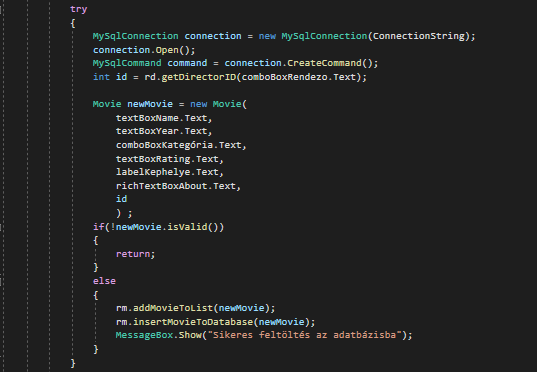 try
{
MySqlConnection connection = new MySqlConnection(ConnectionString);
connection.Open();
MySqlCommand command = connection.CreateCommand();
int id = rd.getDirectorID(comboBoxRendezo.Text);
Movie newMovie = new Movie(
textBoxName.Text,
textBoxYear.Text,
comboBoxKategória.Text,
textBoxRating.Text,
labelKephelye.Text,
richTextBoxAbout.Text,
id
) ;
if(!newMovie.isValid())
{
return;
}
else
{
rm.addMovieToList(newMovie);
rm.insertMovieToDatabase(newMovie);
MessageBox.Show("Sikeres feltöltés az adatbázisba");
}
}